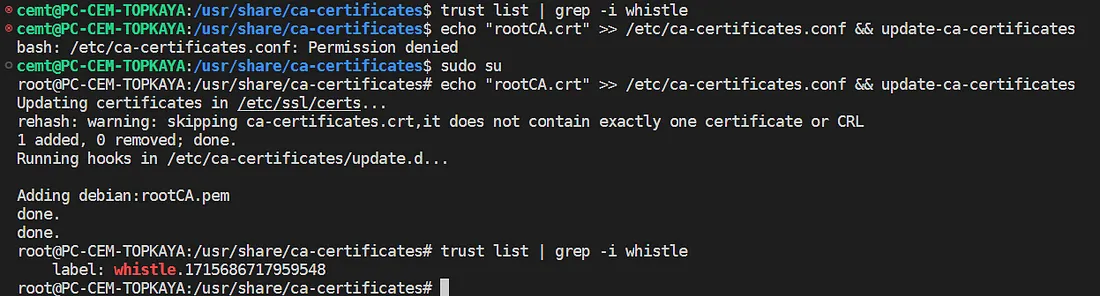 cemt@PC-CEM-TOPKAYA:/usr/share/ca-certificates$ trust list | grep -i whistle
cemt@PC-CEM-TOPKAYA:/usr/share/ca-certificates$ echo "rootCA.crt" >> /etc/ca-certificates.conf && update-ca-certificates
bash: /etc/ca-certificates.conf: Permission denied
cemt@PC-CEM-TOPKAYA:/usr/share/ca-certificates$ sudo su
root@PC-CEM-TOPKAYA:/usr/share/ca-certificates# echo "rootCA.crt" >> /etc/ca-certificates.conf && update-ca-certificates
Updating certificates in /etc/ssl/certs...
rehash: warning: skipping ca-certificates.crt,it does not contain exactly one certificate or CRL
1 added, 0 removed; done.
Running hooks in /etc/ca-certificates/update.d...
Adding debian:rootCA.pem
done.
done.
root@PC-CEM-TOPKAYA:/usr/share/ca-certificates# trust list | grep -i whistle
label: whistle.1715686717959548
root@PC-CEM-TOPKAYA:/usr/share/ca-certificates#